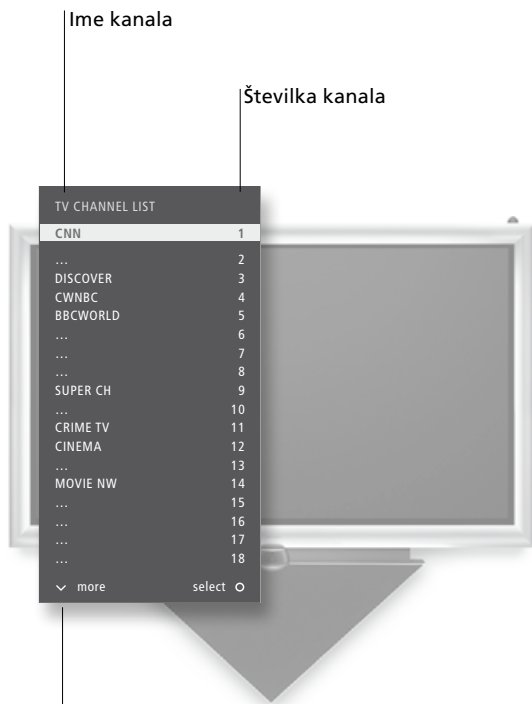 Ime kanala
Številka kanala
TV CHANNEL LIST
CNN 1
... 2
DISCOVER 3
CWNBC 4
BBCWORLD 5
... 6
... 7
... 8
SUPER CH 9
... 10
CRIME TV 11
CINEMA 12
... 13
MOVIE NW 14
... 15
... 16
... 17
... 18
more select